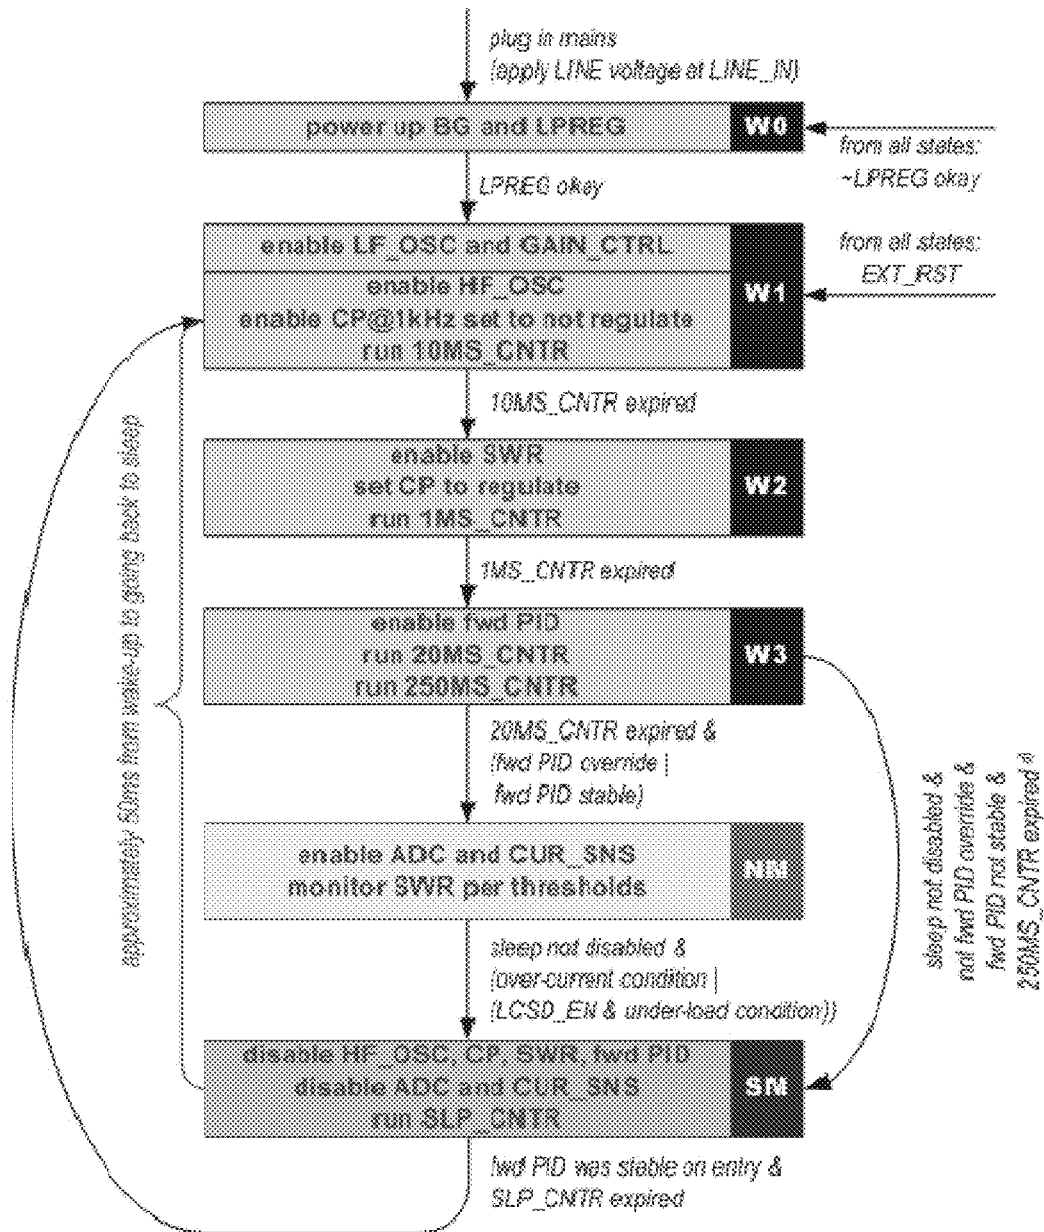 plug in mains
(apply LINE voltage at LINE_IN)
power up BG and LPREG
W0
from all states:
~LPREG okay
LPREG okay
enable LF_OSC and GAIN_CTRL
enable HF_OSC
enable CP@1kHz set to not regulate
run 10MS_CNTR
W1
from all states:
EXT_RST
10MS_CNTR expired
enable SWR
set CP to regulate
run 1MS_CNTR
W2
1MS_CNTR expired
enable fwd PID
run 20MS_CNTR
run 250MS_CNTR
W3
20MS_CNTR expired &
(fwd PID override |
fwd PID stable)
sleep not disabled &
not fwd PID override &
fwd PID not stable &
250MS_CNTR expired
approximately 50ms from wake-up to going back to sleep
enable ADC and CUR_SNS
monitor SWR per thresholds
NM
sleep not disabled &
(over-current condition |
(LCSD_EN & under-load condition))
disable HF_OSC, CP, SWR, fwd PID
disable ADC and CUR_SNS
run SLP_CNTR
SM
fwd PID was stable on entry &
SLP_CNTR expired